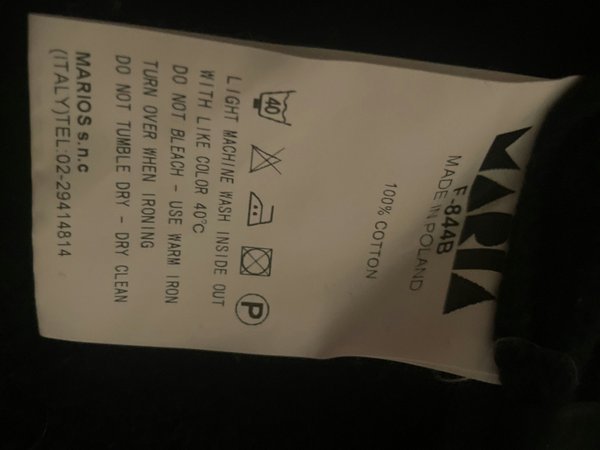 MARIA
F-844B
MADE IN POLAND
100% COTTON
40
P
LIGHT MACHINE WASH INSIDE OUT
WITH LIKE COLOR 40°C
DO NOT BLEACH - USE WARM IRON
TURN OVER WHEN IRONING
DO NOT TUMBLE DRY - DRY CLEAN
MARIOS s.n.c
(ITALY)TEL:02-29414814